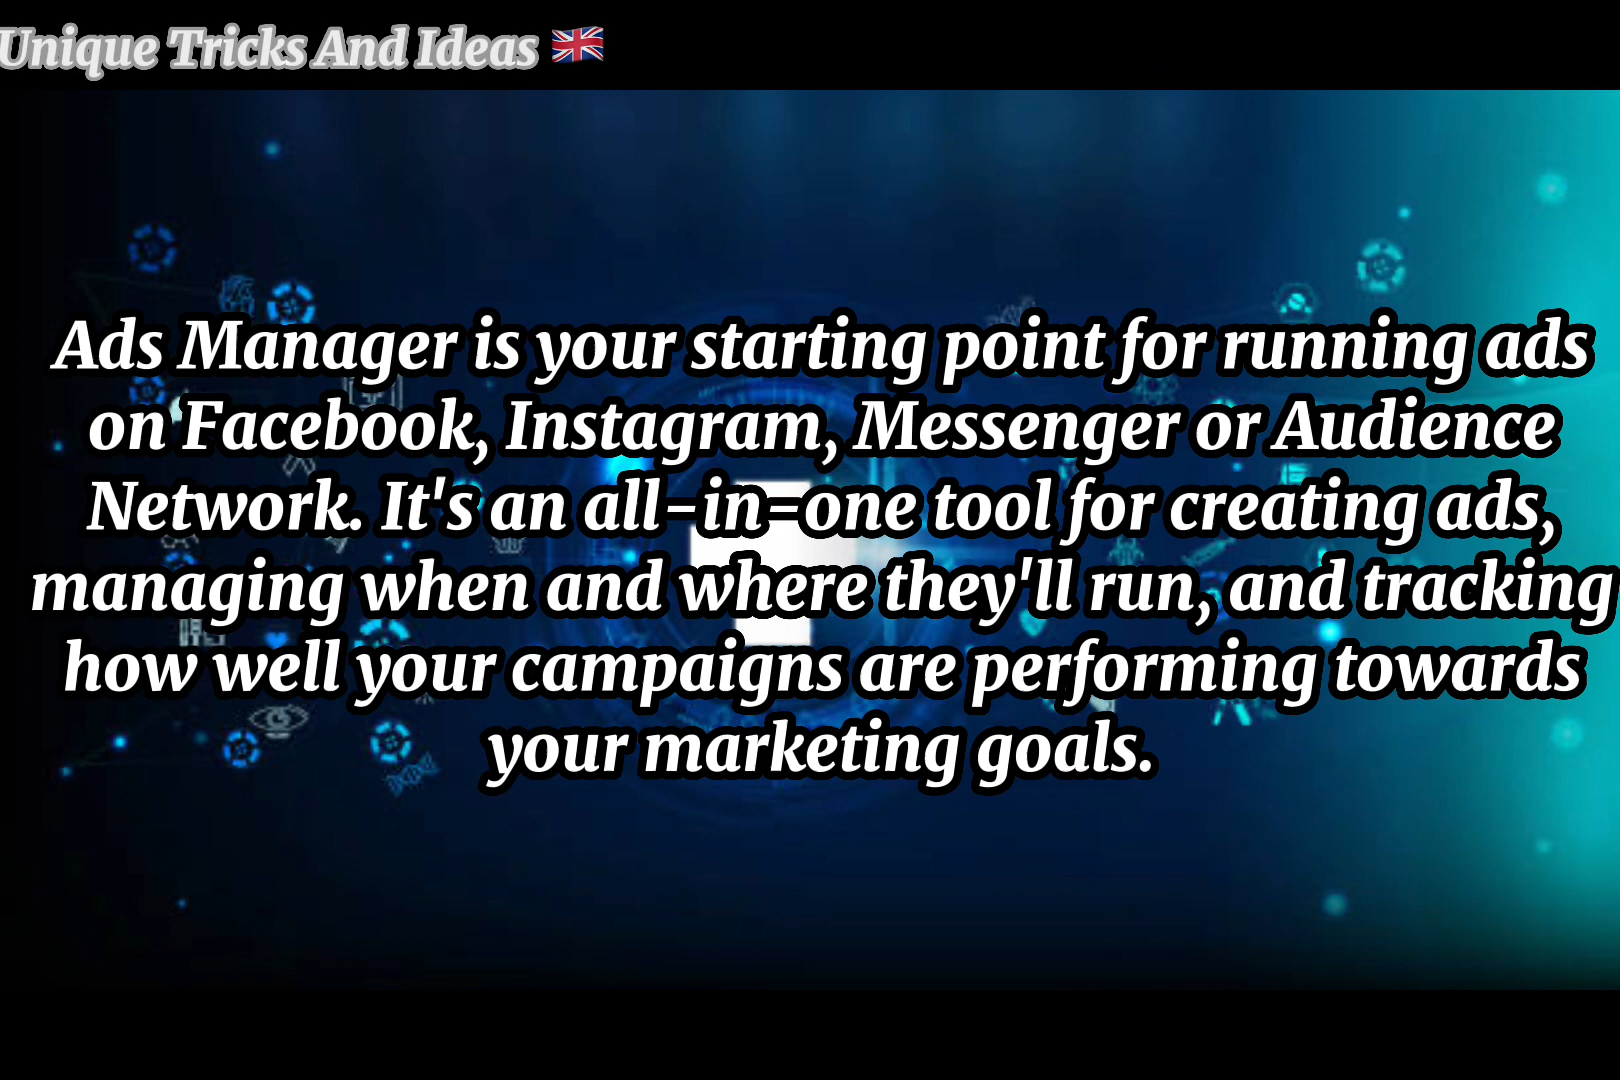 Unique Tricks And Ideas 🇬🇧
Ads Manager is your starting point for running ads
on Facebook, Instagram, Messenger or Audience
Network. It's an all-in=one tool for creating ads,
managing when and where they'll run, and tracking
how well your campaigns are performing towards
your marketing goals.